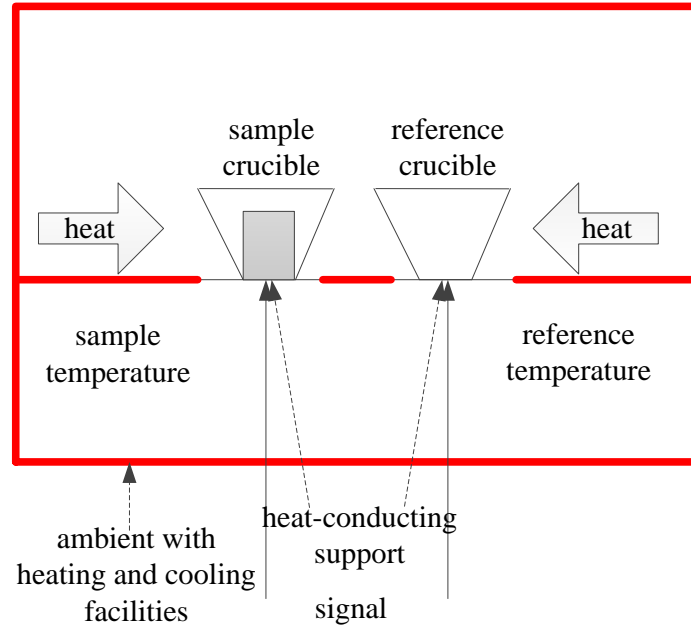 sample
crucible
reference
crucible
heat
heat
sample
temperature
reference
temperature
heat-conducting
support
ambient with
heating and cooling
facilities
signal